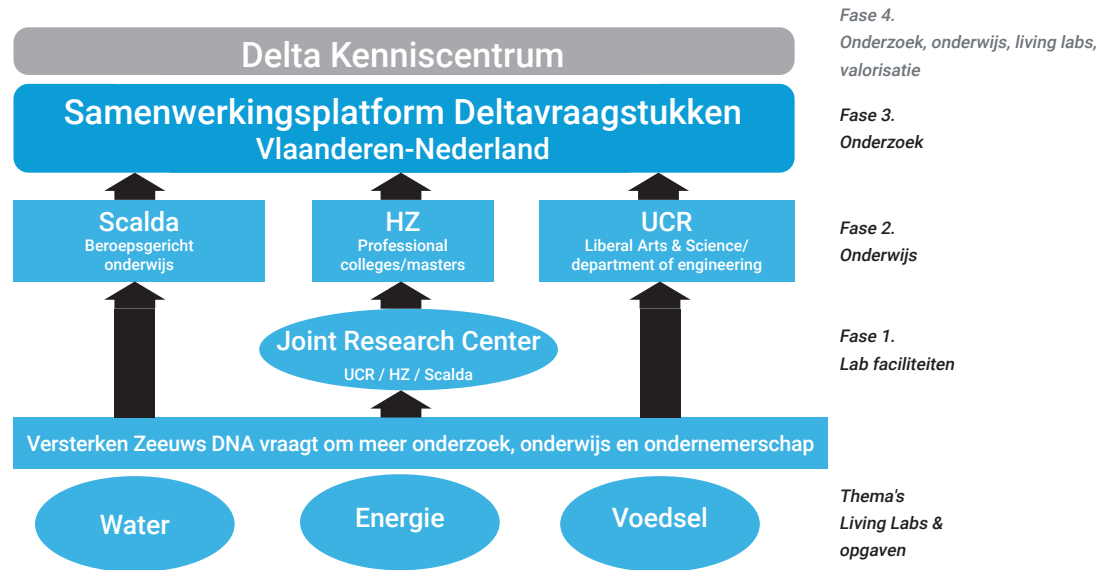 Fase 4.
Onderzoek, onderwijs, living labs,
valorisatie
Delta Kenniscentrum
Samenwerkingsplatform Deltavraagstukken
Vlaanderen-Nederland
Fase 3.
Onderzoek
Scalda
Beroepsgericht
onderwijs
HZ
Professional
colleges/masters
UCR
Liberal Arts & Science/
department of engineering
Fase 2.
Onderwijs
Joint Research Center
UCR / HZ / Scalda
Fase 1.
Lab faciliteiten
Versterken Zeeuws DNA vraagt om meer onderzoek, onderwijs en ondernemerschap
Water
Energie
Voedsel
Thema's
Living Labs &
opgaven